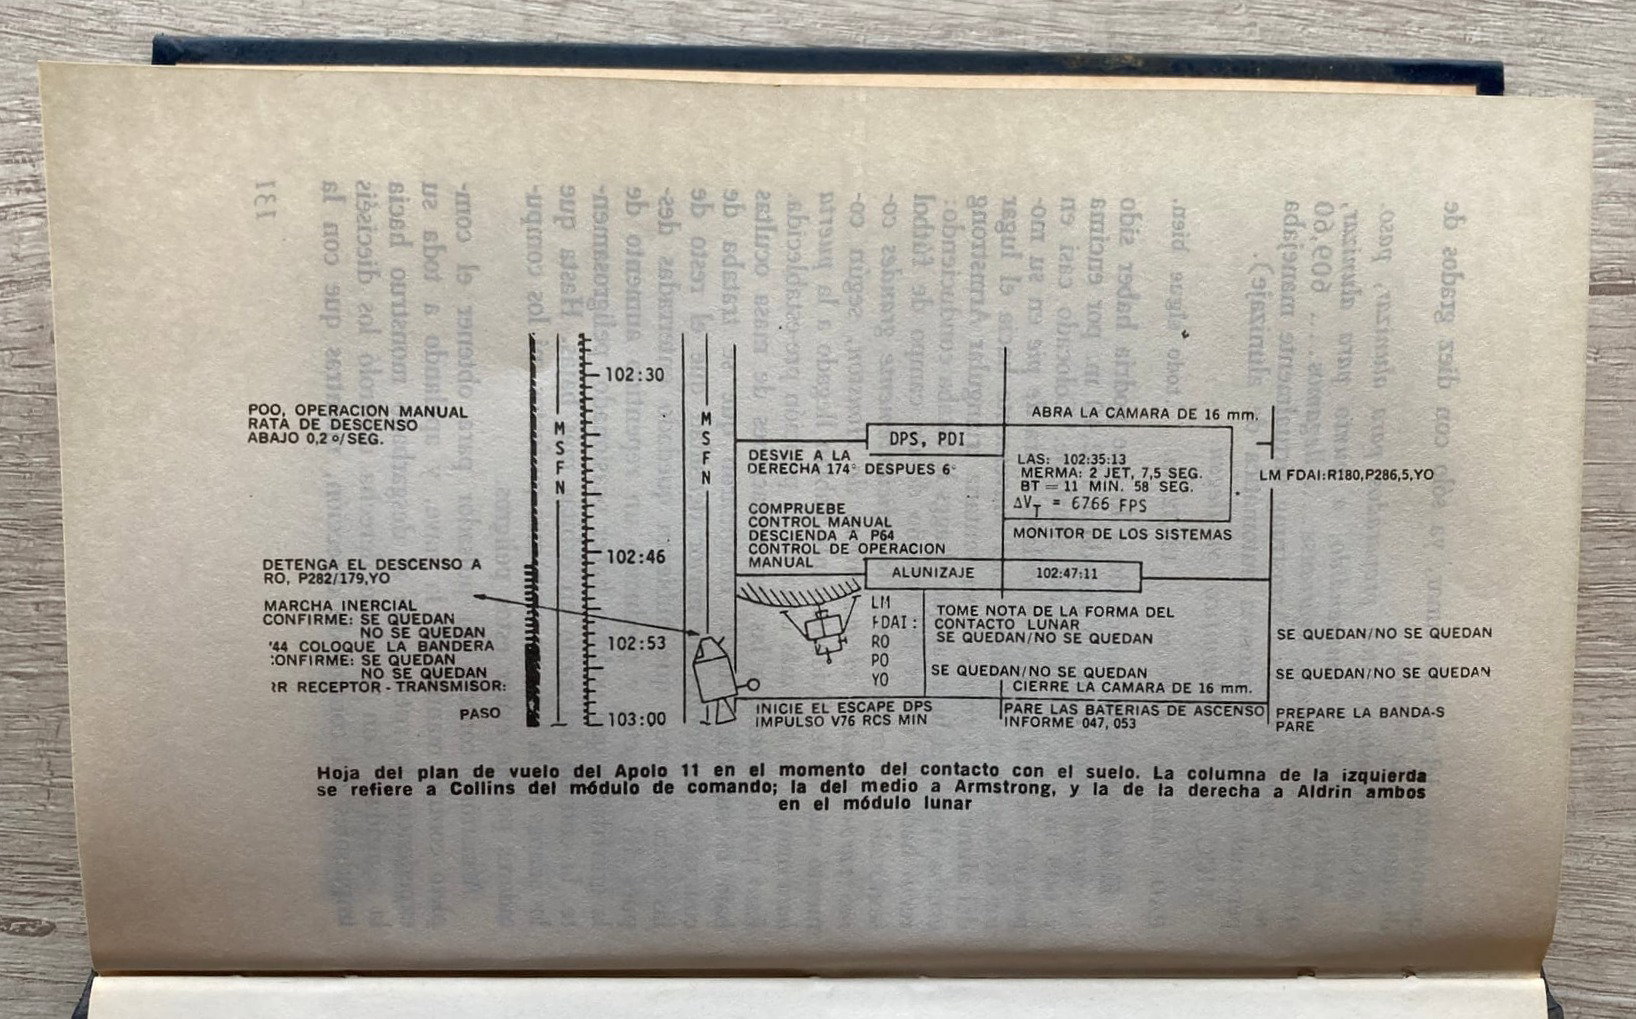 POO, OPERACION MANUAL
RATA DE DESCENSO
ABAJO 0,2 º/SEG.
DETENGA EL DESCENSO A
RO, P282/179,YO
MARCHA INERCIAL
CONFIRME: SE QUEDAN
NO SE QUEDAN
'44 COLOQUE LA BANDERA
:ONFIRME: SE QUEDAN
NO SE QUEDAN
RECEPTOR - TRANSMISOR:
PASO
MSFN
102:30
102:46
102:53
103:00
MSFN
DPS, PDI
DESVIE A LA
DERECHA 174° DESPUES 6°
COMPRUEBE
CONTROL MANUAL
DESCIENDA A P64
CONTROL DE OPERACION
MANUAL
ALUNIZAJE
102:47:11
LM
FDAI:
RO
PO
YO
TOME NOTA DE LA FORMA DEL
CONTACTO LUNAR
SE QUEDAN/NO SE QUEDAN
SE QUEDAN/NO SE QUEDAN
CIERRE LA CAMARA DE 16 mm.
INICIE EL ESCAPE DPS
IMPULSO V76 RCS MIN
PARE LAS BATERIAS DE ASCENSO
INFORME 047, 053
ABRA LA CAMARA DE 16 mm.
LAS: 102:35:13
MERMA: 2 JET, 7,5 SEG.
BT = 11 MIN. 58 SEG.
ΔVT = 6766 FPS
MONITOR DE LOS SISTEMAS
LM FDAI:R180,P286,5,YO
SE QUEDAN/NO SE QUEDAN
SE QUEDAN/NO SE QUEDAN
PREPARE LA BANDA-S
PARE
Hoja del plan de vuelo del Apolo 11 en el momento del contacto con el suelo. La columna de la izquierda
se refiere a Collins del módulo de comando; la del medio a Armstrong, y la de la derecha a Aldrin ambos
en el módulo lunar